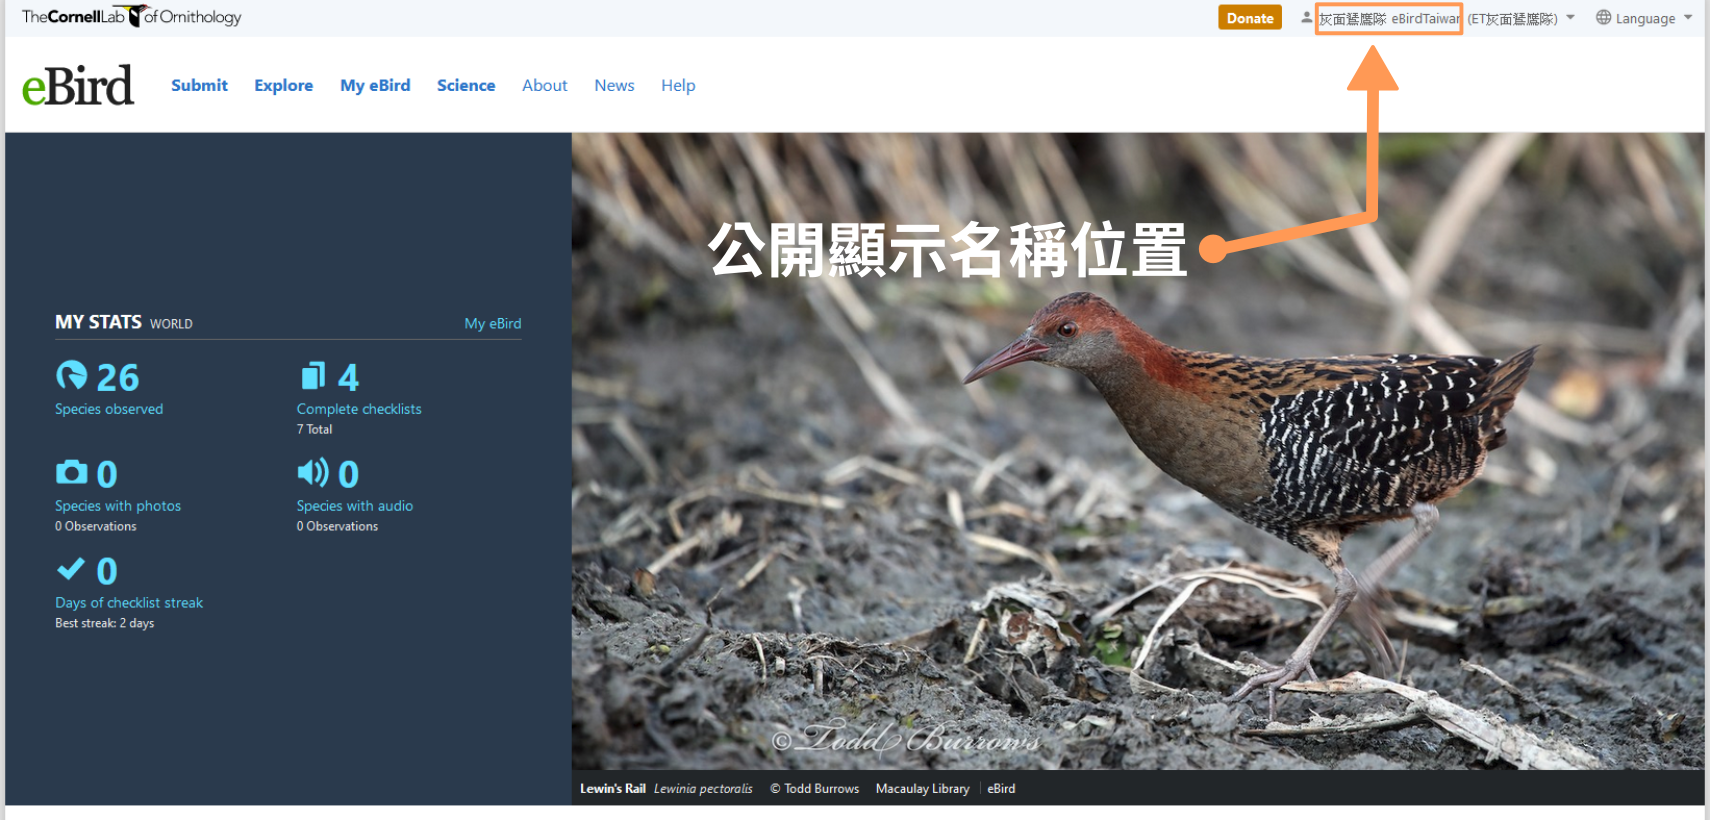 TheCornellLab of Ornithology
Donate
灰面鵟鷹隊 eBirdTaiwan (ET灰面鵟鷹隊)
Language
eBird
Submit Explore My eBird Science About News Help
公開顯示名稱位置
MY STATS WORLD
My eBird
26
Species observed
4
Complete checklists
7 Total
0
Species with photos
0 Observations
0
Species with audio
0 Observations
0
Days of checklist streak
Best streak: 2 days
© Todd Burrows
Lewin's Rail Lewinia pectoralis © Todd Burrows Macaulay Library eBird